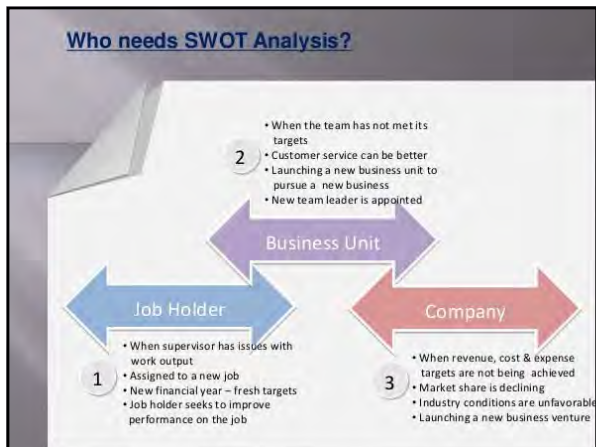 Who needs SWOT Analysis?
2
• When the team has not met its
targets
• Customer service can be better
• Launching a new business unit to
pursue a new business
• New team leader is appointed
Business Unit
Job Holder
1
• When supervisor has issues with
work output
• Assigned to a new job
• New financial year – fresh targets
• Job holder seeks to improve
performance on the job
Company
3
• When revenue, cost & expense
targets are not being achieved
• Market share is declining
• Industry conditions are unfavorable
• Launching a new business venture